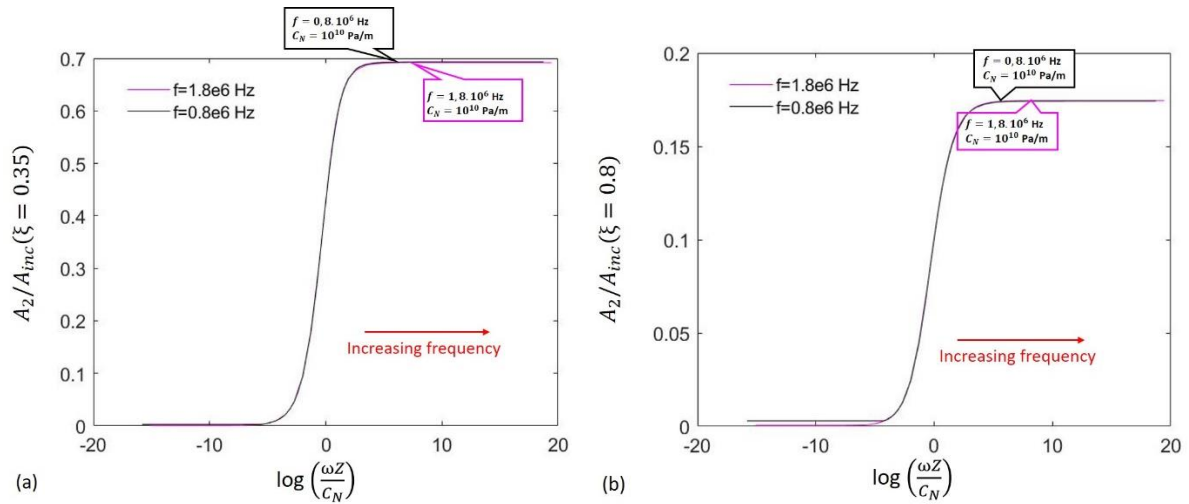 f = 0, 8. 10⁶ Hz
C_N = 10¹⁰ Pa/m
0.7
0.6
0.5
0.4
0.3
0.2
0.1
0
f=1.8e6 Hz
f=0.8e6 Hz
f = 1, 8. 10⁶ Hz
C_N = 10¹⁰ Pa/m
A₂/A_inc(ξ = 0.35)
Increasing frequency
-20
-10
0
10
20
(a)
log (ωZ/C_N)
0.2
0.15
0.1
0.05
0
f=1.8e6 Hz
f=0.8e6 Hz
f = 0, 8. 10⁶ Hz
C_N = 10¹⁰ Pa/m
f = 1, 8. 10⁶ Hz
C_N = 10¹⁰ Pa/m
A₂/A_inc(ξ = 0.8)
Increasing frequency
-20
-10
0
10
20
(b)
log (ωZ/C_N)